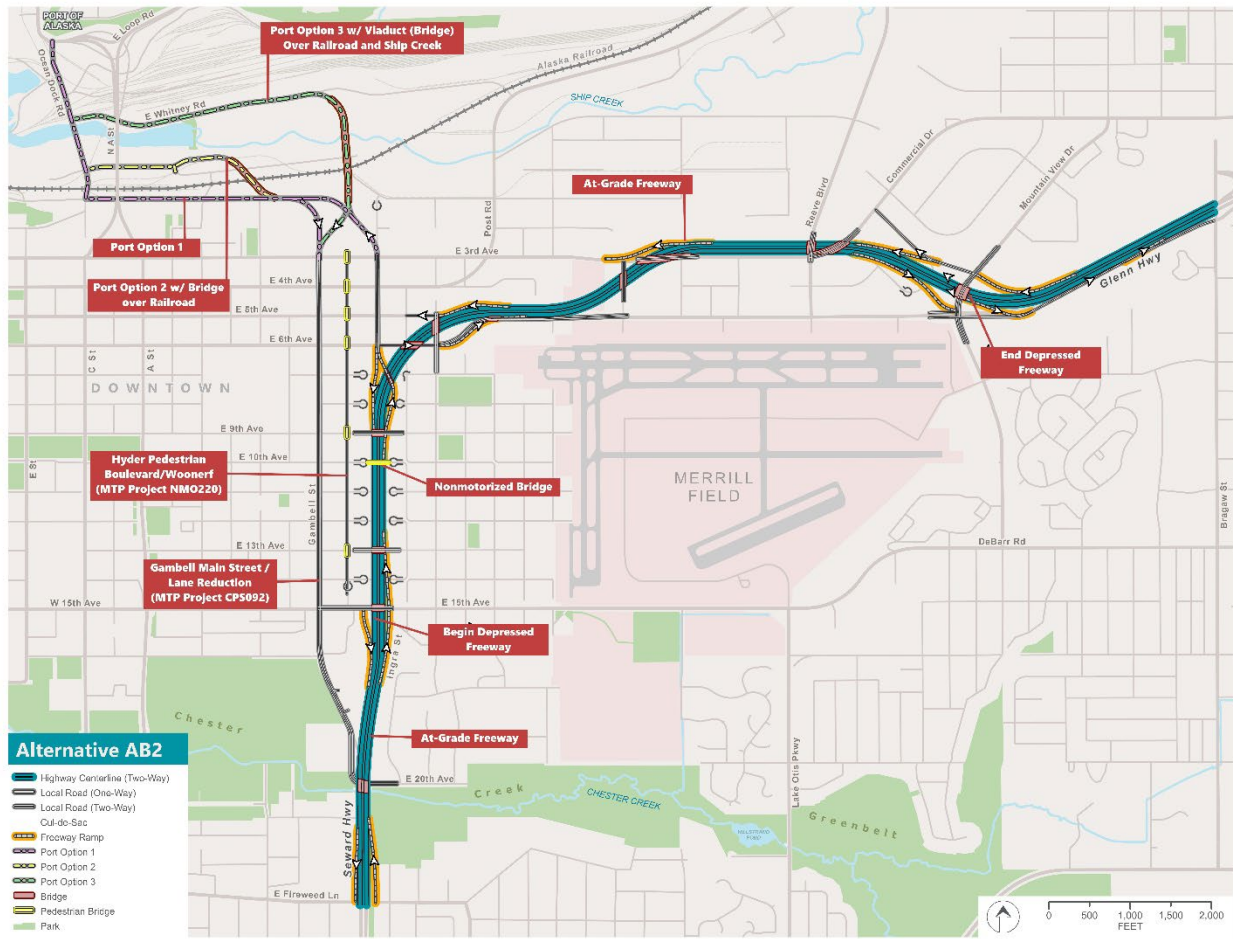 PORT OF
ALASKA
E Loop Rd
Ocean Dock Rd
Port Option 3 w/ Viaduct (Bridge)
Over Railroad and Ship Creek
Alaska Railroad
E Whitney Rd
SHIP CREEK
N A St
Commercial Dr
Mountain View Dr
Reeve Blvd
At-Grade Freeway
Post Rd
Port Option 1
E 3rd Ave
Port Option 2 w/ Bridge
over Railroad
E 4th Ave
Glenn Hwy
E 5th Ave
E 6th Ave
End Depressed
Freeway
C St
A St
DOWNTOWN
E 9th Ave
Hyder Pedestrian
Boulevard/Woonerf
(MTP Project NMO220)
E 10th Ave
E St
Nonmotorized Bridge
MERRILL
FIELD
Bragaw St
Gambell St
E 13th Ave
DeBarr Rd
Gambell Main Street /
Lane Reduction
(MTP Project CPS092)
W 15th Ave
E 15th Ave
Begin Depressed
Freeway
Ingra St
Chester
At-Grade Freeway
Lake Otis Pkwy
E 20th Ave
Creek
CHESTER CREEK
Greenbelt
HILLSTRAND
POND
Seward Hwy
E Fireweed Ln
Alternative AB2
Highway Centerline (Two-Way)
Local Road (One-Way)
Local Road (Two-Way)
Cul-de-Sac
Freeway Ramp
Port Option 1
Port Option 2
Port Option 3
Bridge
Pedestrian Bridge
Park
0 500 1,000 1,500 2,000
FEET